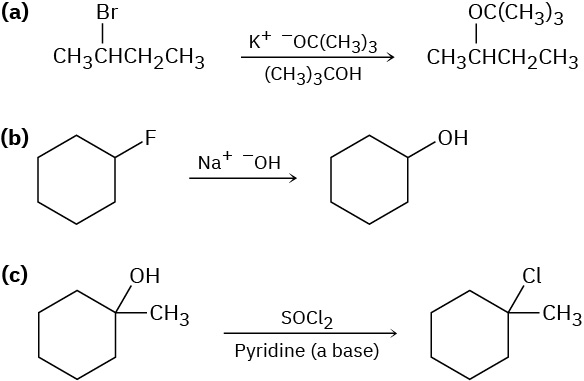 (a)
Br
CH₃CHCH₂CH₃
K⁺ ⁻OC(CH₃)₃
(CH₃)₃COH
OC(CH₃)₃
CH₃CHCH₂CH₃
(b)
F
Na⁺ ⁻OH
OH
(c)
OH
CH₃
SOCl₂
Pyridine (a base)
Cl
CH₃